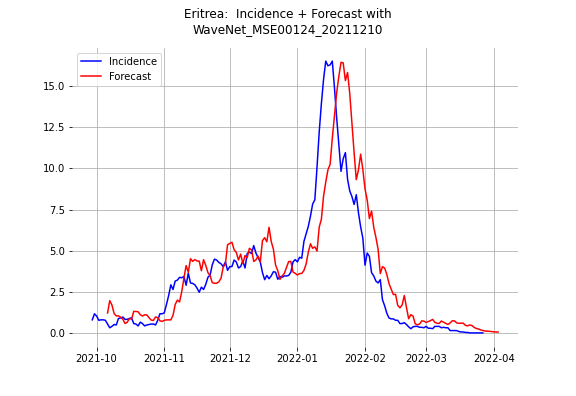 Eritrea:  Incidence + Forecast with
WaveNet_MSE00124_20211210
Incidence
Forecast
15.0
12.5
10.0
7.5
5.0
2.5
0.0
2021-10 2021-11 2021-12 2022-01 2022-02 2022-03 2022-04